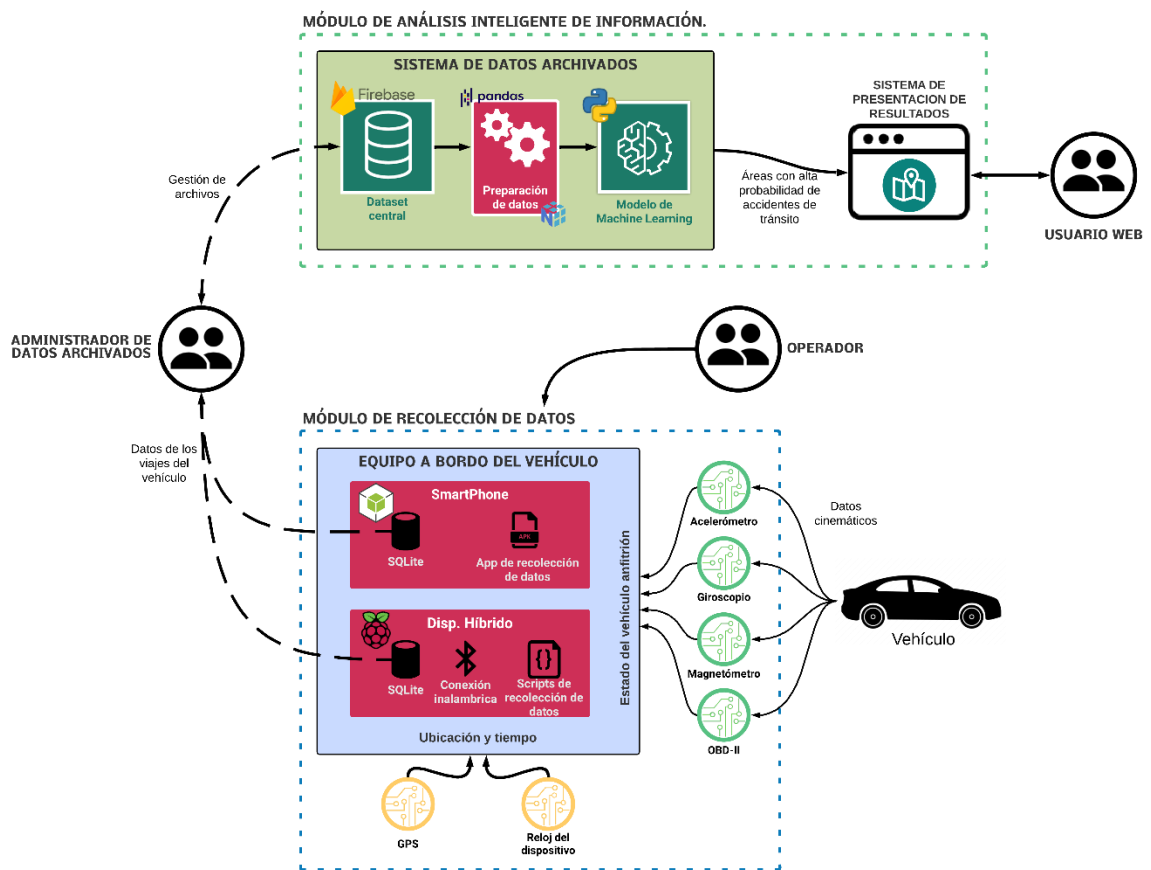 MÓDULO DE ANÁLISIS INTELIGENTE DE INFORMACIÓN.
SISTEMA DE DATOS ARCHIVADOS
Firebase
pandas
Dataset
central
Preparación
de datos
Modelo de
Machine Learning
Áreas con alta
probabilidad de
accidentes de
tránsito
SISTEMA DE
PRESENTACION DE
RESULTADOS
USUARIO WEB
Gestión de
archivos
ADMINISTRADOR DE
DATOS ARCHIVADOS
OPERADOR
Datos de los
viajes del
vehículo
MÓDULO DE RECOLECCIÓN DE DATOS
EQUIPO A BORDO DEL VEHÍCULO
SmartPhone
SQLite
APK
App de recolección
de datos
Disp. Híbrido
SQLite
Conexión
inalambrica
Scripts de
recolección de
datos
Ubicación y tiempo
Estado del vehículo anfitrión
Acelerómetro
Giroscopio
Magnetómetro
OBD-II
Datos
cinemáticos
Vehículo
GPS
Reloj del
dispositivo